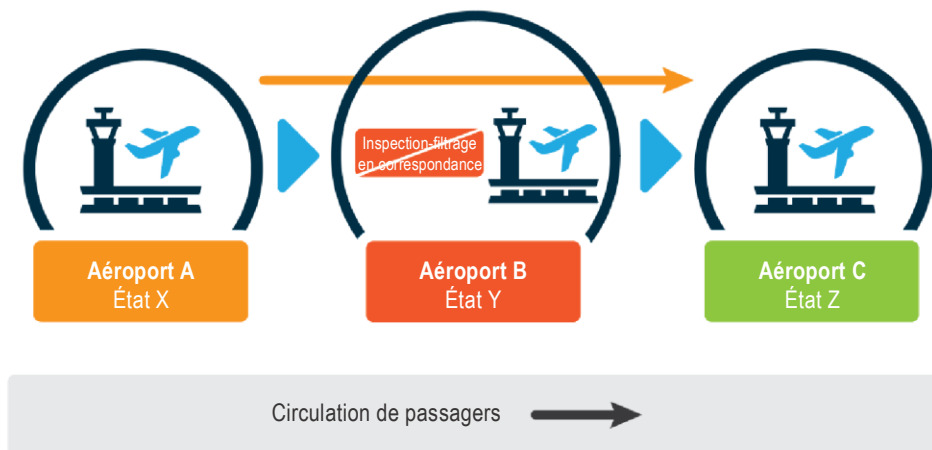 Inspection-filtrage
en correspondance
Aéroport A
État X
Aéroport B
État Y
Aéroport C
État Z
Circulation de passagers